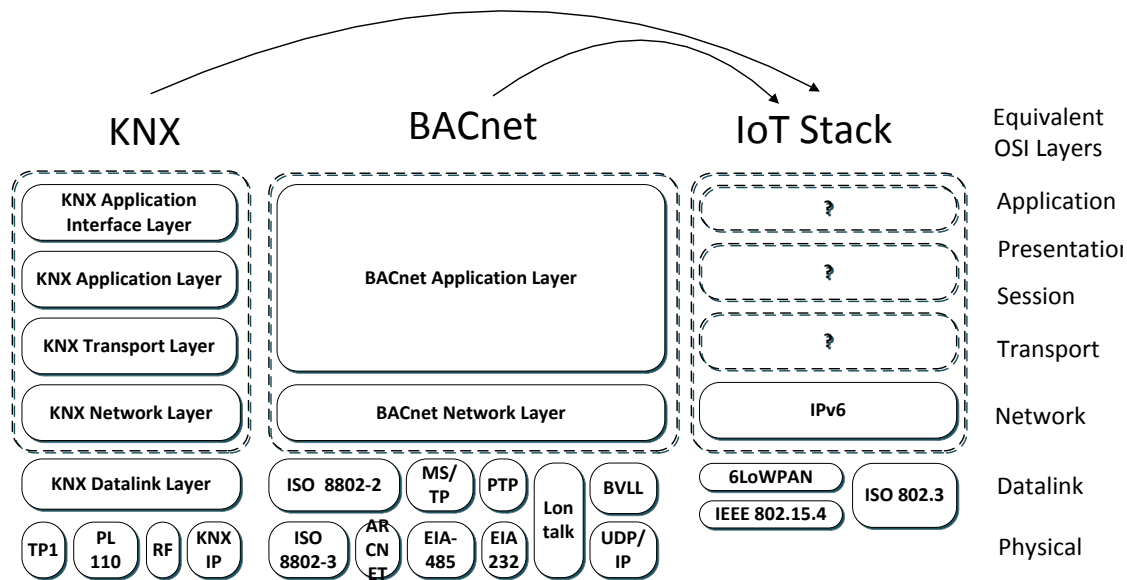 KNX
BACnet
IoT Stack
Equivalent
OSI Layers
KNX Application
Interface Layer
KNX Application Layer
KNX Transport Layer
KNX Network Layer
KNX Datalink Layer
TP1
PL
110
RF
KNX
IP
BACnet Application Layer
BACnet Network Layer
ISO 8802-2
MS/
TP
PTP
Lon
talk
BVLL
ISO
8802-3
AR
CN
ET
EIA-
485
EIA
232
UDP/
IP
?
?
?
IPv6
6LoWPAN
IEEE 802.15.4
ISO 802.3
Application
Presentation
Session
Transport
Network
Datalink
Physical